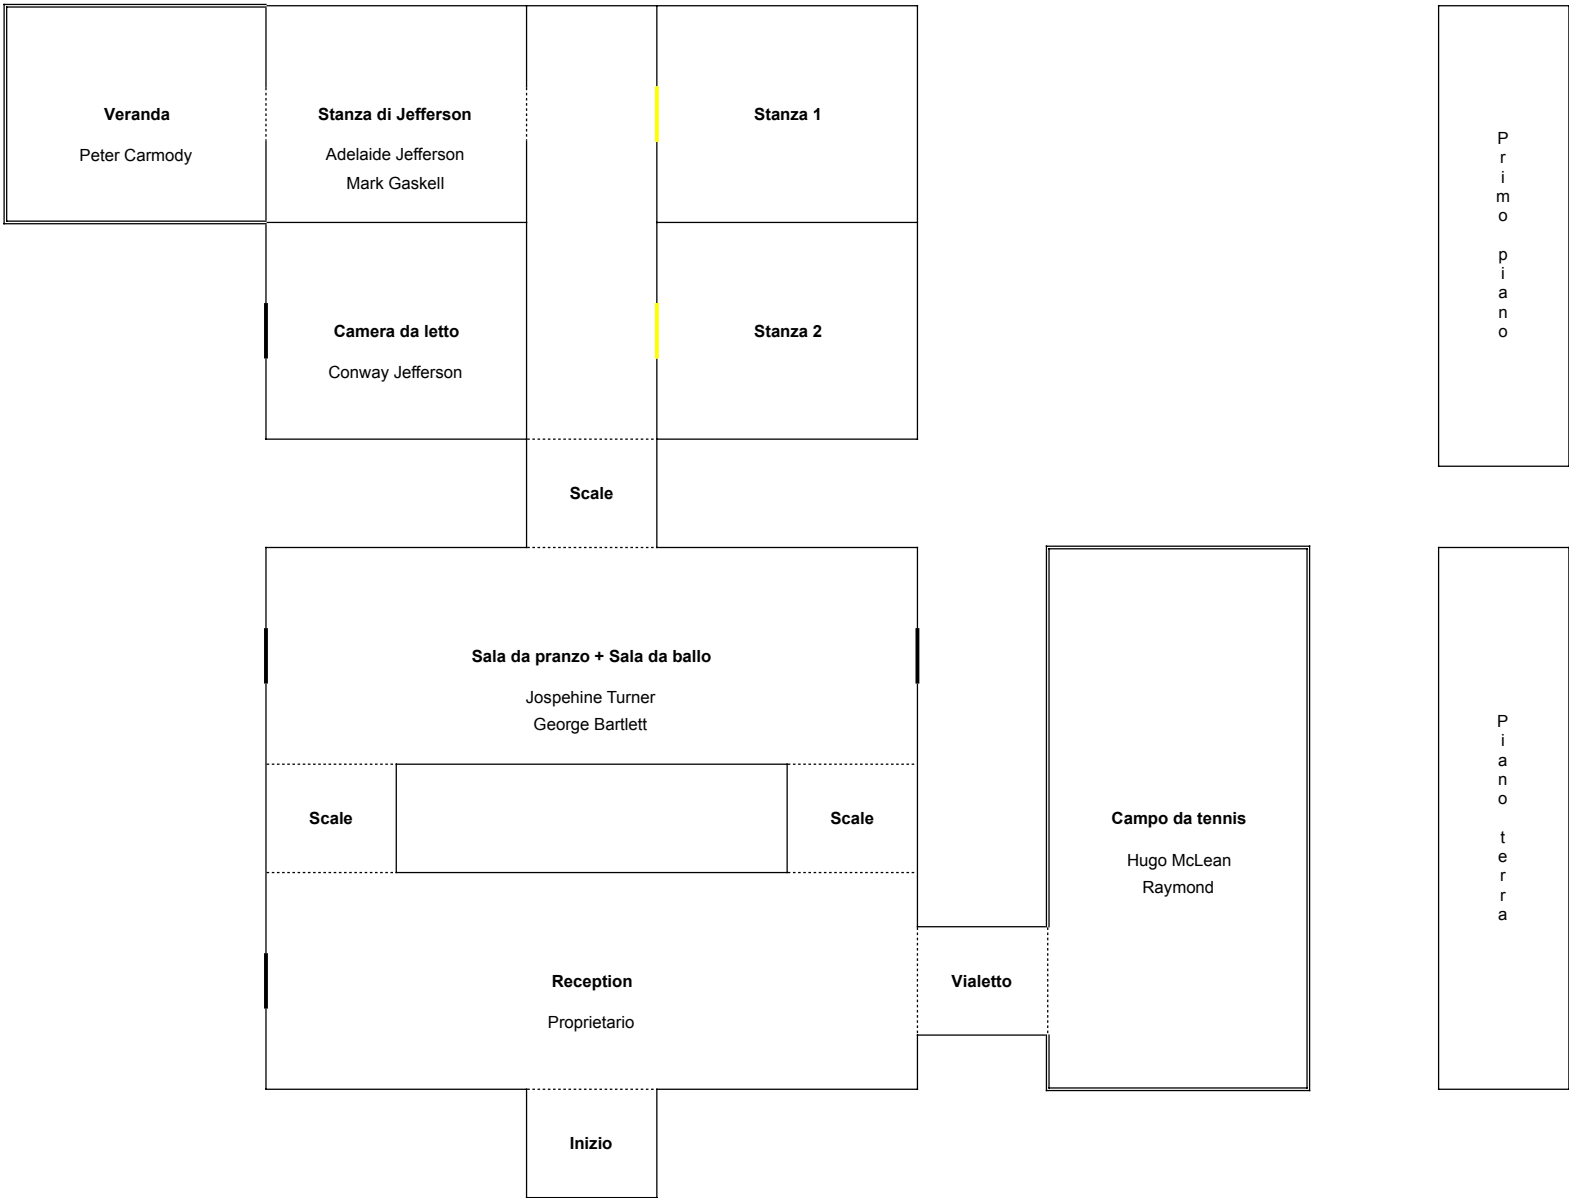 Veranda
Peter Carmody
Stanza di Jefferson
Adelaide Jefferson
Mark Gaskell
Stanza 1
Primo piano
Camera da letto
Conway Jefferson
Stanza 2
Scale
Sala da pranzo + Sala da ballo
Jospehine Turner
George Bartlett
Scale
Scale
Campo da tennis
Hugo McLean
Raymond
Piano terra
Reception
Proprietario
Vialetto
Inizio